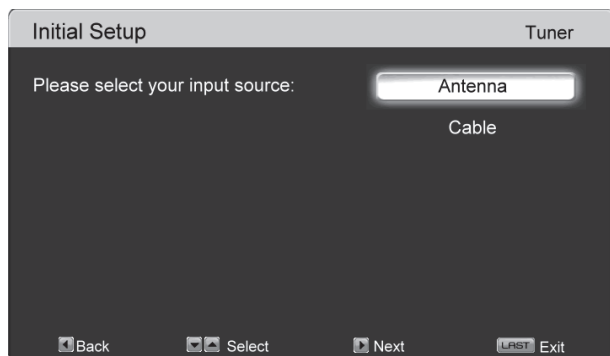 Initial Setup Tuner
Please select your input source: Antenna
Cable
Back Select Next LAST Exit